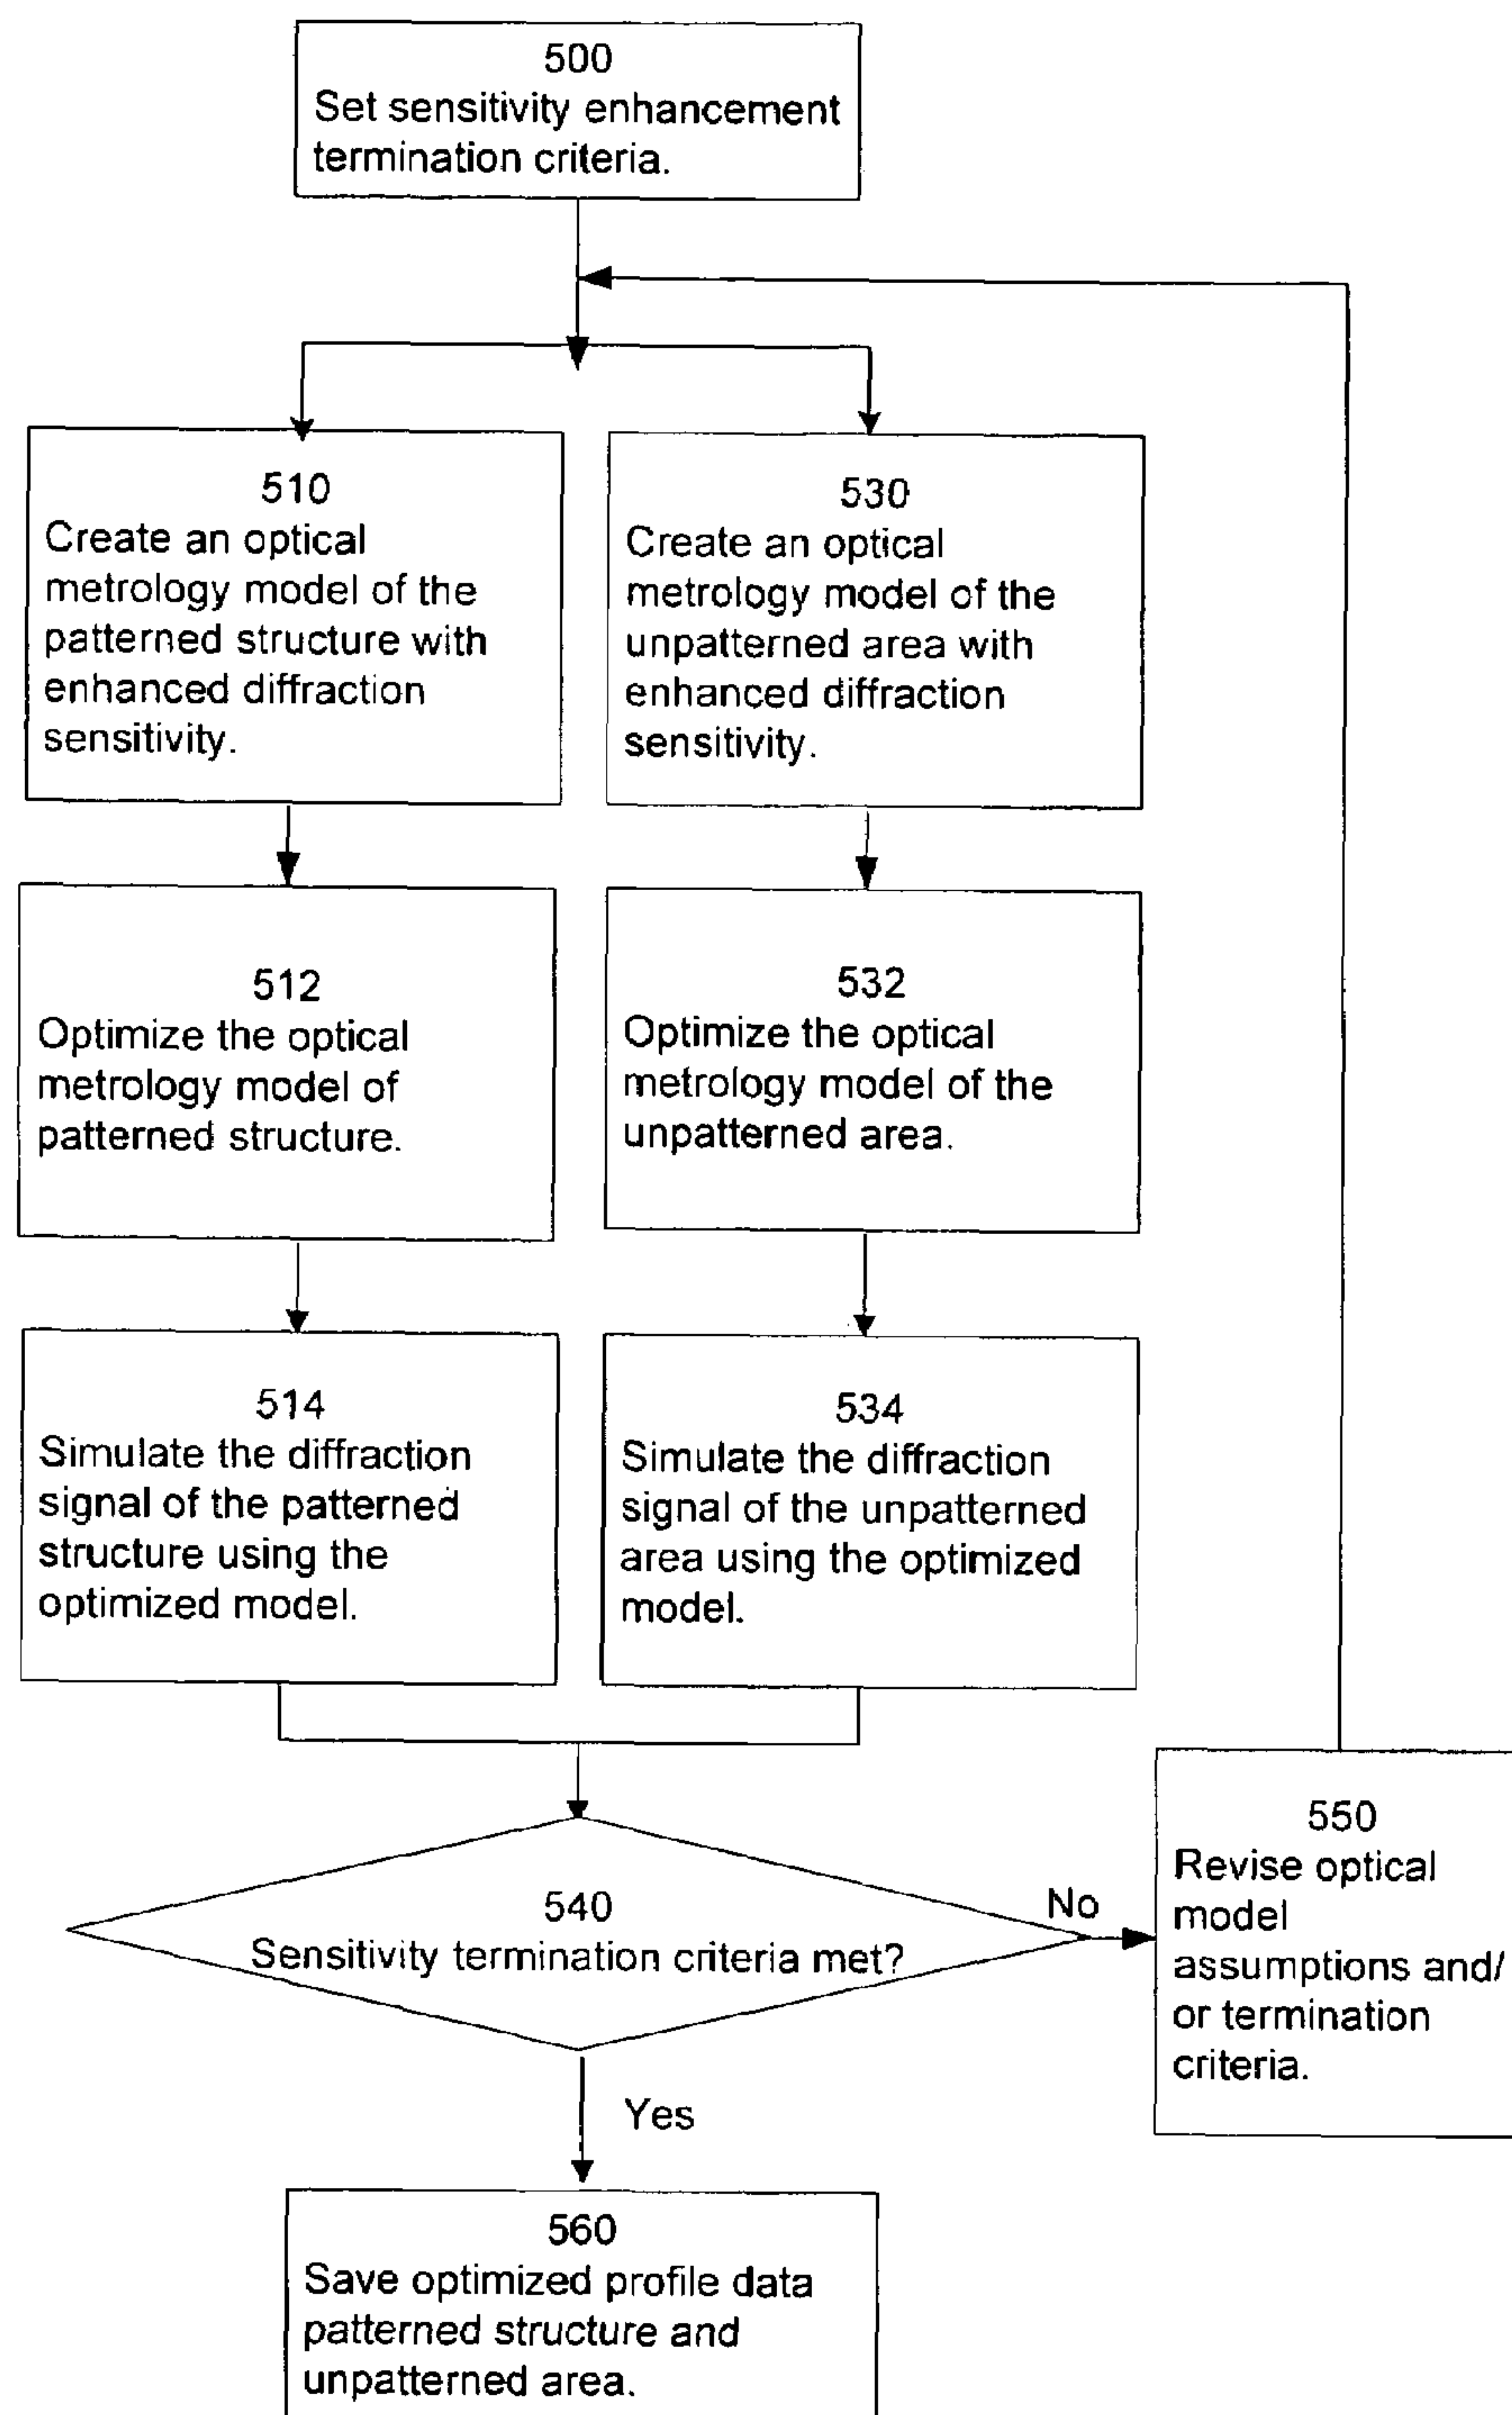 500
Set sensitivity enhancement
termination criteria.
510
Create an optical
metrology model of the
patterned structure with
enhanced diffraction
sensitivity.
530
Create an optical
metrology model of the
unpatterned area with
enhanced diffraction
sensitivity.
512
Optimize the optical
metrology model of
patterned structure.
532
Optimize the optical
metrology model of the
unpatterned area.
514
Simulate the diffraction
signal of the patterned
structure using the
optimized model.
534
Simulate the diffraction
signal of the unpatterned
area using the optimized
model.
540
Sensitivity termination criteria met?
No
550
Revise optical
model
assumptions and/
or termination
criteria.
Yes
560
Save optimized profile data
patterned structure and
unpatterned area.